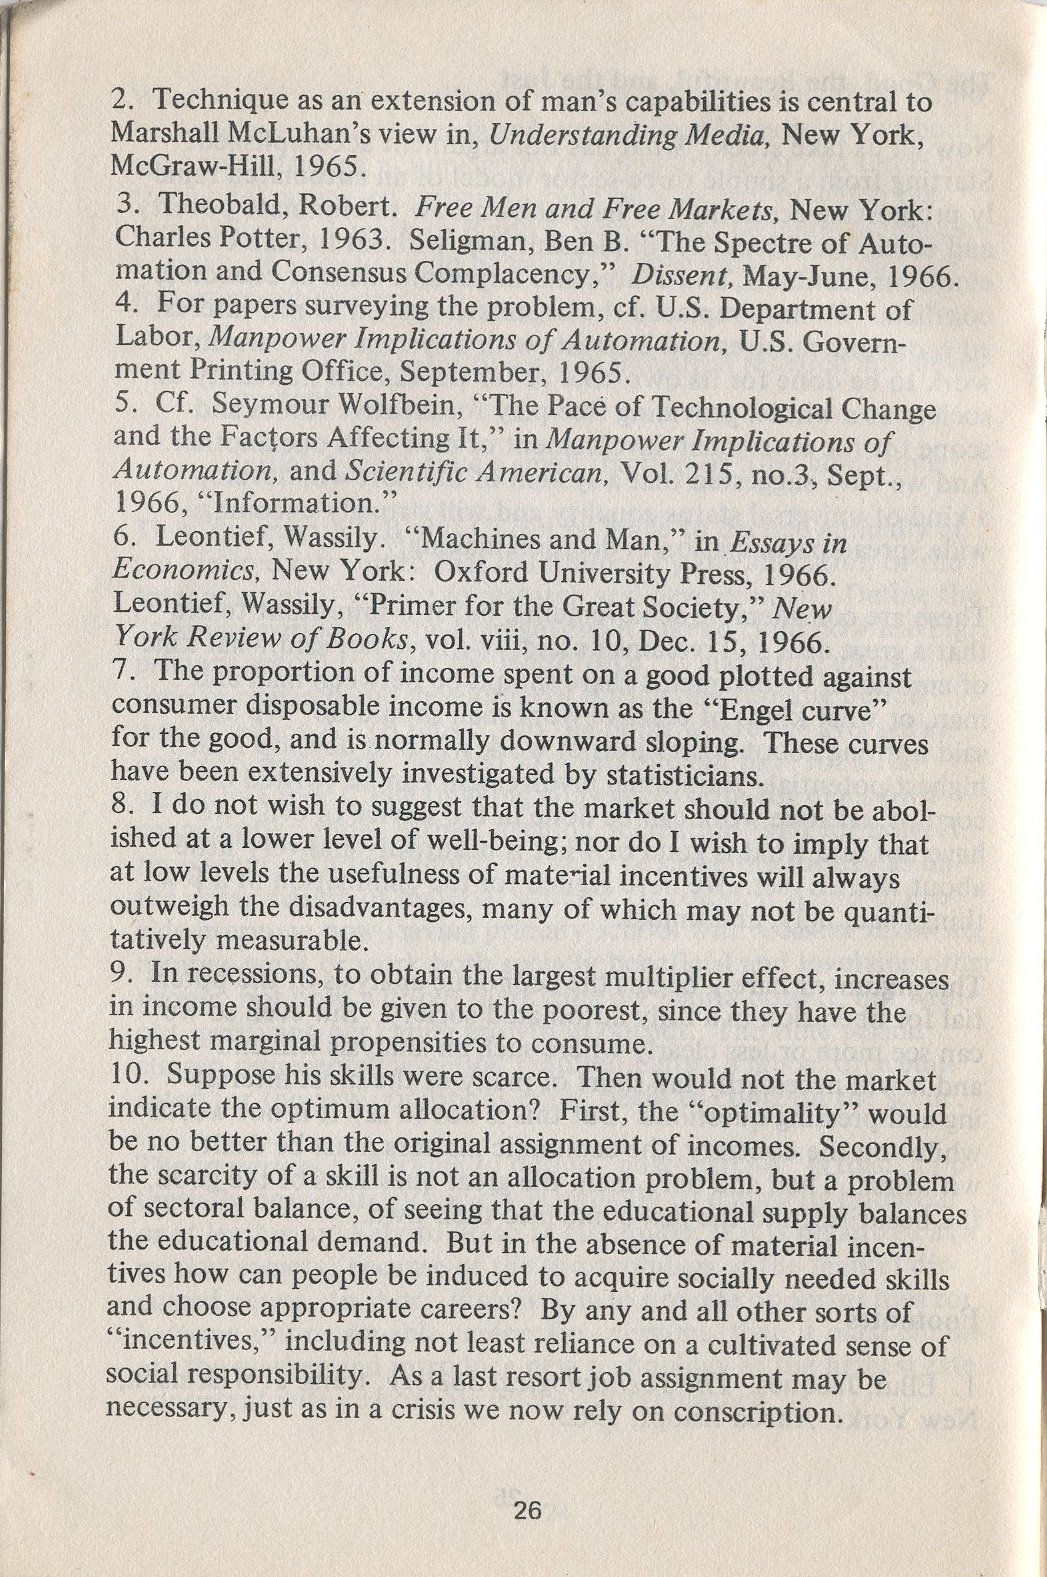 2. Technique as an extension of man's capabilities is central to
Marshall McLuhan's view in, Understanding Media, New York,
McGraw-Hill, 1965.
3. Theobald, Robert. Free Men and Free Markets, New York:
Charles Potter, 1963. Seligman, Ben B. “The Spectre of Auto-
mation and Consensus Complacency,” Dissent, May-June, 1966.
4. For papers surveying the problem, cf. U.S. Department of
Labor, Manpower Implications of Automation, U.S. Govern-
ment Printing Office, September, 1965.
5. Cf. Seymour Wolfbein, “The Pace of Technological Change
and the Factors Affecting It,” in Manpower Implications of
Automation, and Scientific American, Vol. 215, no.3, Sept.,
1966, “Information.”
6. Leontief, Wassily. “Machines and Man,” in Essays in
Economics, New York: Oxford University Press, 1966.
Leontief, Wassily, “Primer for the Great Society,” New
York Review of Books, vol. viii, no. 10, Dec. 15, 1966.
7. The proportion of income spent on a good plotted against
consumer disposable income is known as the “Engel curve”
for the good, and is normally downward sloping. These curves
have been extensively investigated by statisticians.
8. I do not wish to suggest that the market should not be abol-
ished at a lower level of well-being; nor do I wish to imply that
at low levels the usefulness of material incentives will always
outweigh the disadvantages, many of which may not be quanti-
tatively measurable.
9. In recessions, to obtain the largest multiplier effect, increases
in income should be given to the poorest, since they have the
highest marginal propensities to consume.
10. Suppose his skills were scarce. Then would not the market
indicate the optimum allocation? First, the “optimality” would
be no better than the original assignment of incomes. Secondly,
the scarcity of a skill is not an allocation problem, but a problem
of sectoral balance, of seeing that the educational supply balances
the educational demand. But in the absence of material incen-
tives how can people be induced to acquire socially needed skills
and choose appropriate careers? By any and all other sorts of
“incentives,” including not least reliance on a cultivated sense of
social responsibility. As a last resort job assignment may be
necessary, just as in a crisis we now rely on conscription.
26